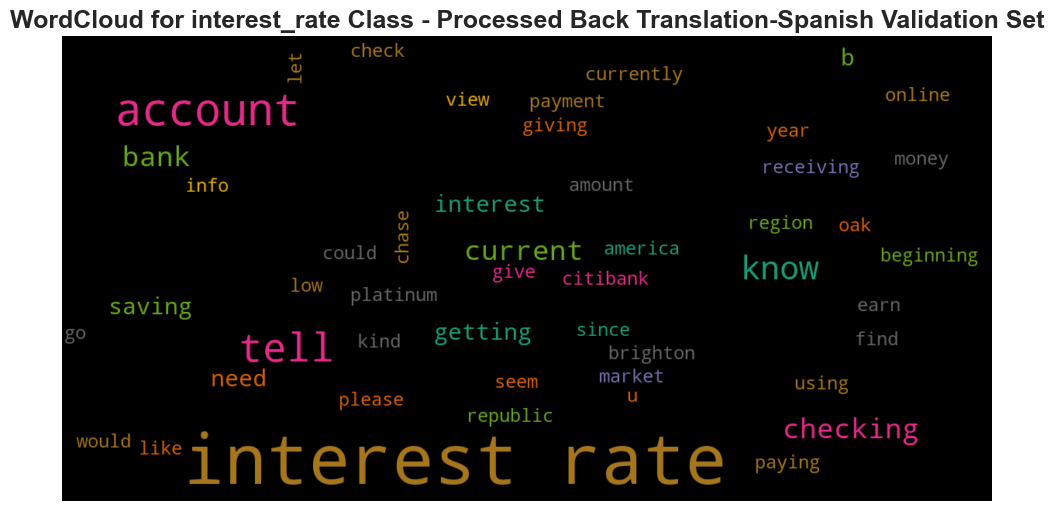 WordCloud for interest_rate Class - Processed Back Translation-Spanish Validation Set
check
let
currently
b
view
payment
online
account
giving
year
bank
receiving
money
info
amount
interest
chase
region
oak
could
current
america
know
beginning
give
citibank
low
platinum
saving
earn
go
tell
kind
getting
since
brighton
find
need
seem
market
using
please
u
republic
would
like
interest rate
checking
paying